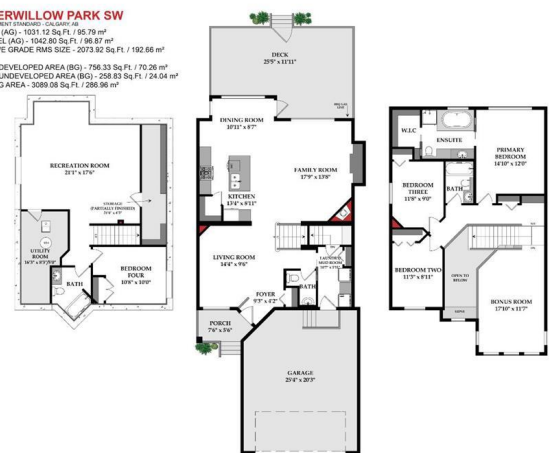 ERWILLOW PARK SW
MENT STANDARD - CALGARY, AB
(AG) - 1031.12 Sq.Ft. / 95.79 m²
EL (AG) - 1042.80 Sq.Ft. / 96.87 m²
VE GRADE RMS SIZE - 2073.92 Sq.Ft. / 192.66 m²
DEVELOPED AREA (BG) - 756.33 Sq.Ft. / 70.26 m²
UNDEVELOPED AREA (BG) - 258.83 Sq.Ft. / 24.04 m²
G AREA - 3089.08 Sq.Ft. / 286.96 m²
RECREATION ROOM
21'1" x 17'6"
STORAGE
(PARTIALLY FINISHED)
UTILITY
ROOM
BATH
BEDROOM
FOUR
10'8" x 10'0"
DECK
25'5" x 11'11"
DINING ROOM
10'11" x 8'7"
FAMILY ROOM
17'9" x 13'8"
KITCHEN
13'4" x 8'11"
LIVING ROOM
14'4" x 9'6"
LAUNDRY
MUD ROOM
BATH
FOYER
9'3" x 4'2"
PORCH
7'6" x 5'6"
GARAGE
25'4" x 20'3"
W.I.C
ENSUITE
PRIMARY
BEDROOM
14'10" x 12'0"
BEDROOM
THREE
11'8" x 9'0"
BATH
BEDROOM TWO
11'3" x 8'11"
OPEN TO
BELOW
BONUS ROOM
17'10" x 11'7"